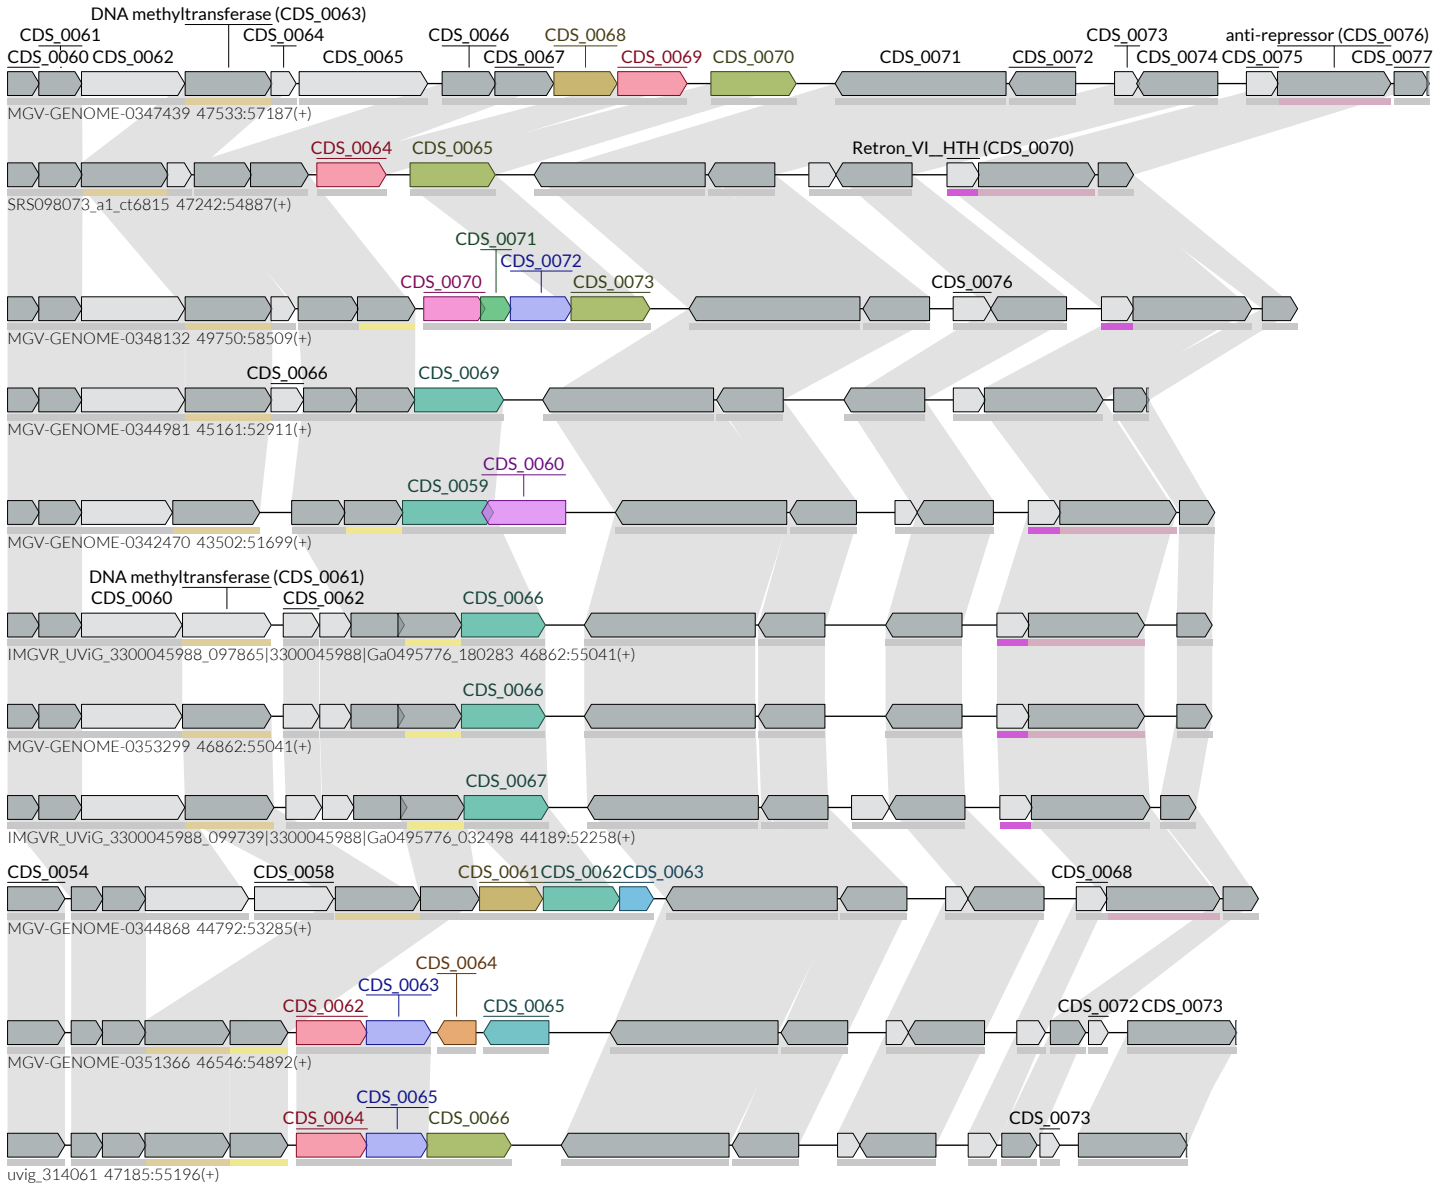 DNA methyltransferase (CDS_0063)
CDS_0061 CDS_0064 CDS_0066 CDS_0068 CDS_0073 anti-repressor (CDS_0076)
CDS_0060 CDS_0062 CDS_0065 CDS_0067 CDS_0069 CDS_0070 CDS_0071 CDS_0072 CDS_0074 CDS_0075 CDS_0077
MGV-GENOME-0347439 47533:57187(+)
CDS_0064 CDS_0065 Retron_VI__HTH (CDS_0070)
SRS098073_a1_ct6815 47242:54887(+)
CDS_0071
CDS_0072
CDS_0070 CDS_0073 CDS_0076
MGV-GENOME-0348132 49750:58509(+)
CDS_0066 CDS_0069
MGV-GENOME-0344981 45161:52911(+)
CDS_0060
CDS_0059
MGV-GENOME-0342470 43502:51699(+)
DNA methyltransferase (CDS_0061)
CDS_0060 CDS_0062 CDS_0066
IMGVR_UViG_3300045988_097865|3300045988|Ga0495776_180283 46862:55041(+)
CDS_0066
MGV-GENOME-0353299 46862:55041(+)
CDS_0067
IMGVR_UViG_3300045988_099739|3300045988|Ga0495776_032498 44189:52258(+)
CDS_0054 CDS_0058 CDS_0061 CDS_0062 CDS_0063 CDS_0068
MGV-GENOME-0344868 44792:53285(+)
CDS_0064
CDS_0063
CDS_0062 CDS_0065 CDS_0072 CDS_0073
MGV-GENOME-0351366 46546:54892(+)
CDS_0065
CDS_0064 CDS_0066 CDS_0073
uvig_314061 47185:55196(+)